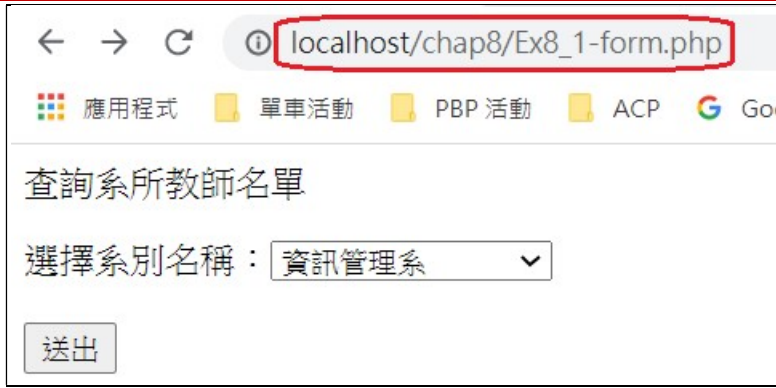 localhost/chap8/Ex8_1-form.php
應用程式 單車活動 PBP 活動 ACP Goo
查詢系所教師名單
選擇系別名稱：資訊管理系
送出